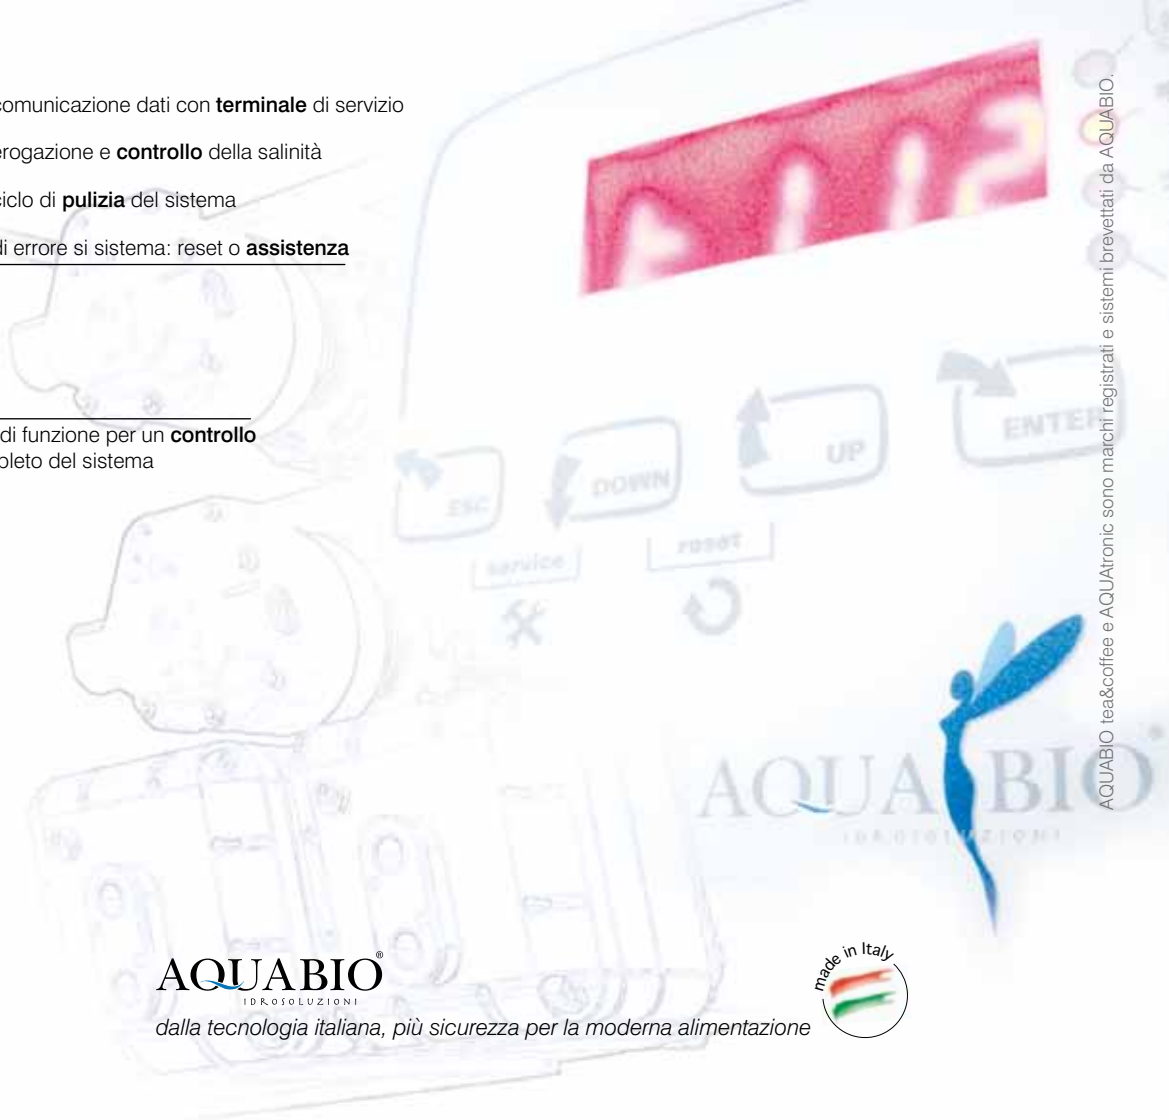 comunicazione dati con terminale di servizio
erogazione e controllo della salinità
ciclo di pulizia del sistema
di errore si sistema: reset o assistenza
di funzione per un controllo
pleto del sistema
ESC
DOWN
UP
ENTER
service
reset
AQUABIO tea&coffee e AQUAtronic sono marchi registrati e sistemi brevettati da AQUABIO.
AQUABIO®
IDROSOLUZIONI
AQUABIO®
IDROSOLUZIONI
made in Italy
dalla tecnologia italiana, più sicurezza per la moderna alimentazione